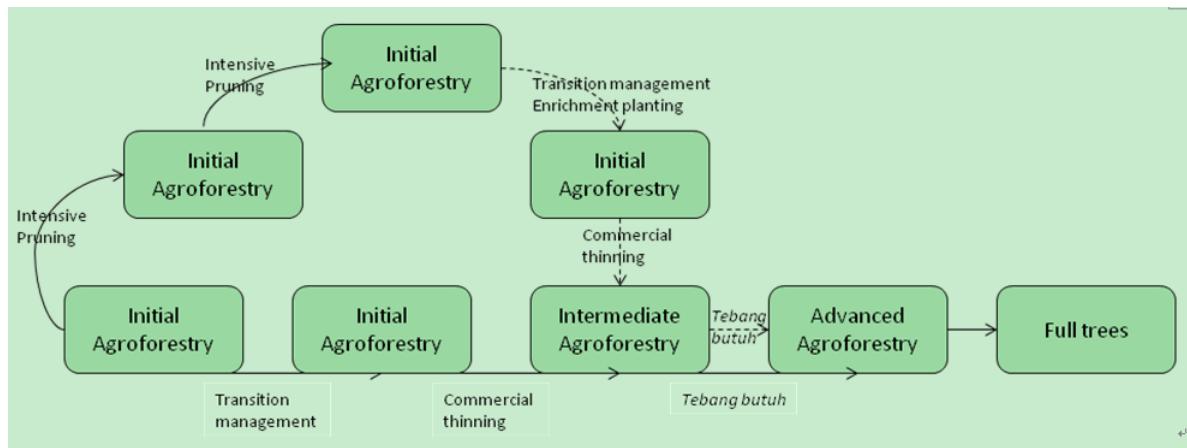 Initial
Agroforestry
Intensive
Pruning
Transition management
Enrichment planting
Initial
Agroforestry
Initial
Agroforestry
Intensive
Pruning
Commercial
thinning
Initial
Agroforestry
Initial
Agroforestry
Intermediate
Agroforestry
Tebang
butuh
Advanced
Agroforestry
Full trees
Transition
management
Commercial
thinning
Tebang butuh